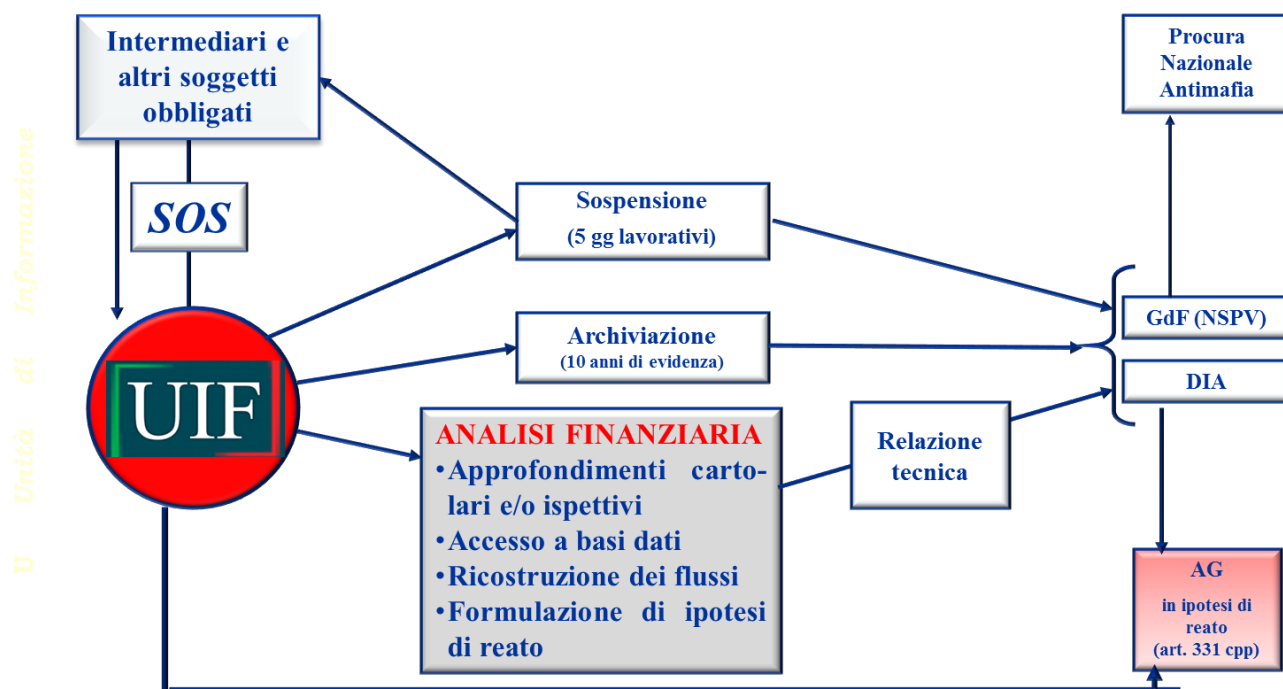 Intermediari e
altri soggetti
obbligati
SOS
UIF
U Unità di Informazione
Sospensione
(5 gg lavorativi)
Archiviazione
(10 anni di evidenza)
ANALISI FINANZIARIA
•Approfondimenti carto-
lari e/o ispettivi
•Accesso a basi dati
•Ricostruzione dei flussi
•Formulazione di ipotesi
di reato
Relazione
tecnica
Procura
Nazionale
Antimafia
GdF (NSPV)
DIA
AG
in ipotesi di
reato
(art. 331 cpp)